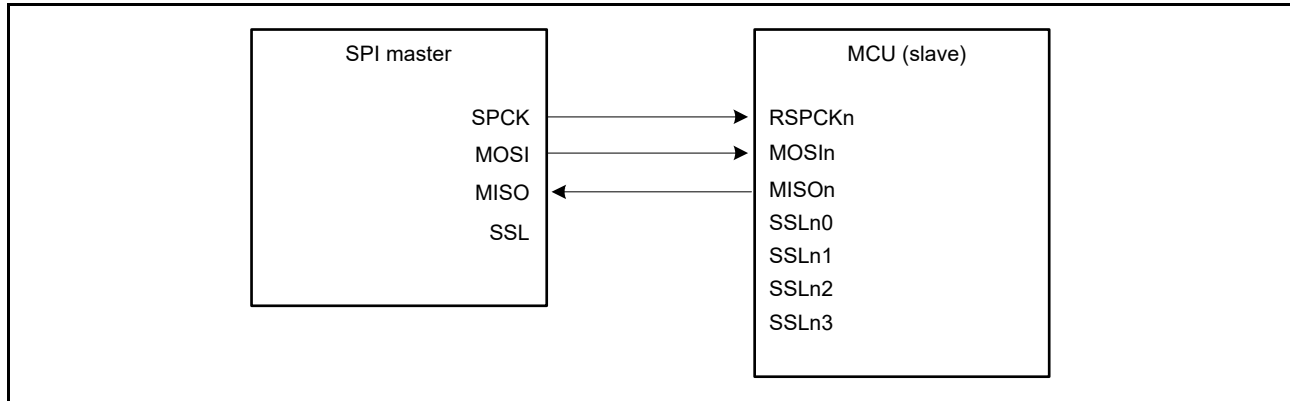 SPI master
SPCK
MOSI
MISO
SSL
MCU (slave)
RSPCKn
MOSIn
MISOn
SSLn0
SSLn1
SSLn2
SSLn3